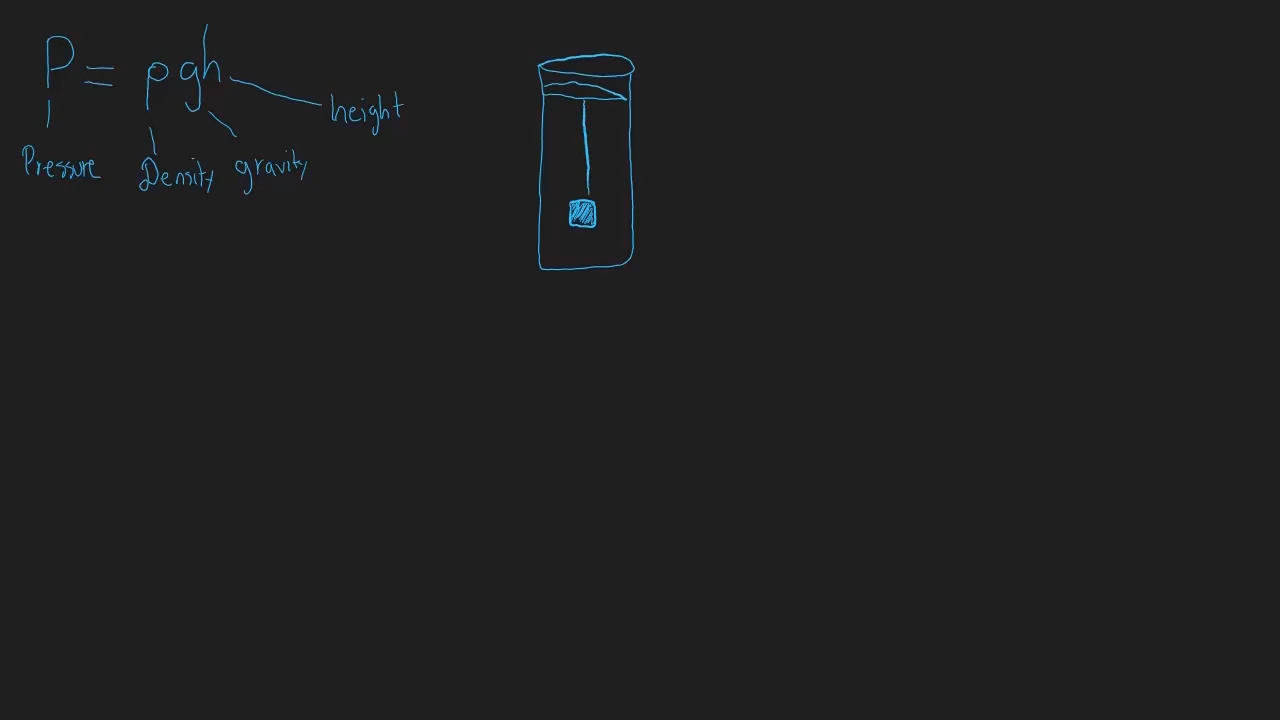 P = ρgh
height
Pressure Density gravity